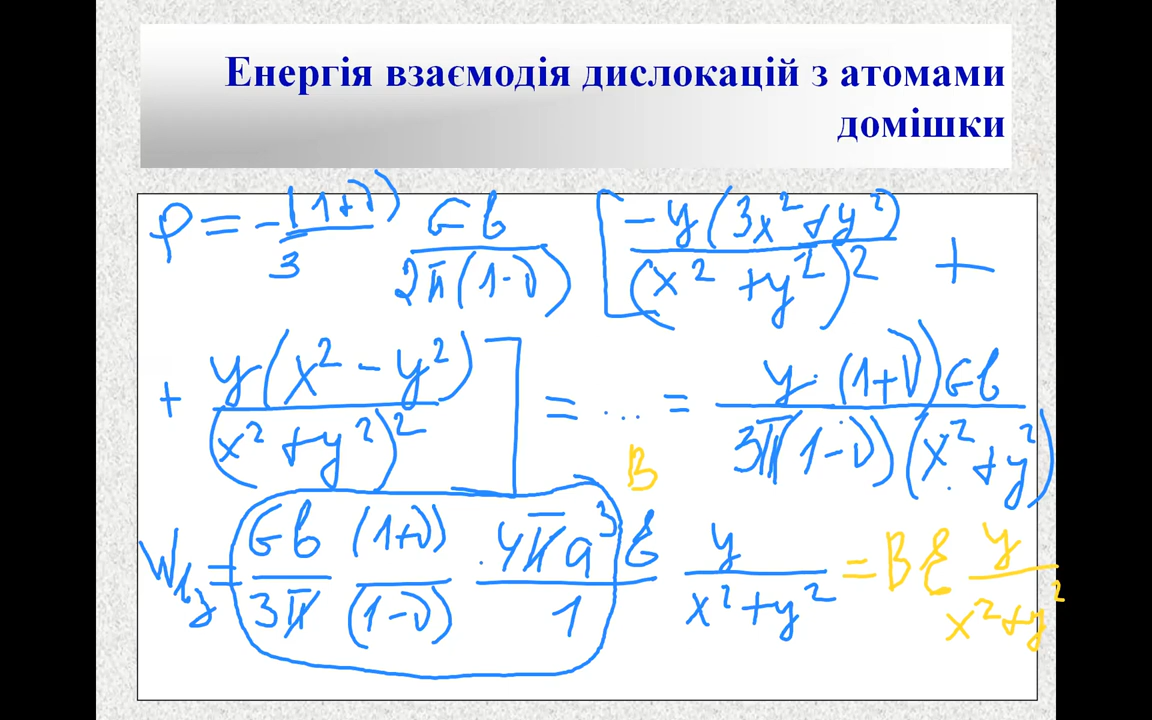 Енергія взаємодія дислокацій з атомами
домішки
P = -(1+ν)/3 Gb/(2π(1-ν)) [ -y(3x²+y²)/(x²+y²)² +
+ y(x²-y²)/(x²+y²)² ] = ... = y·(1+ν)Gb/(3π(1-ν)(x²+y²))
B
= Gb/(3π) (1+ν)/(1-ν) · 4πa³/1 ε y/(x²+y²) = Bε y/(x²+y²)